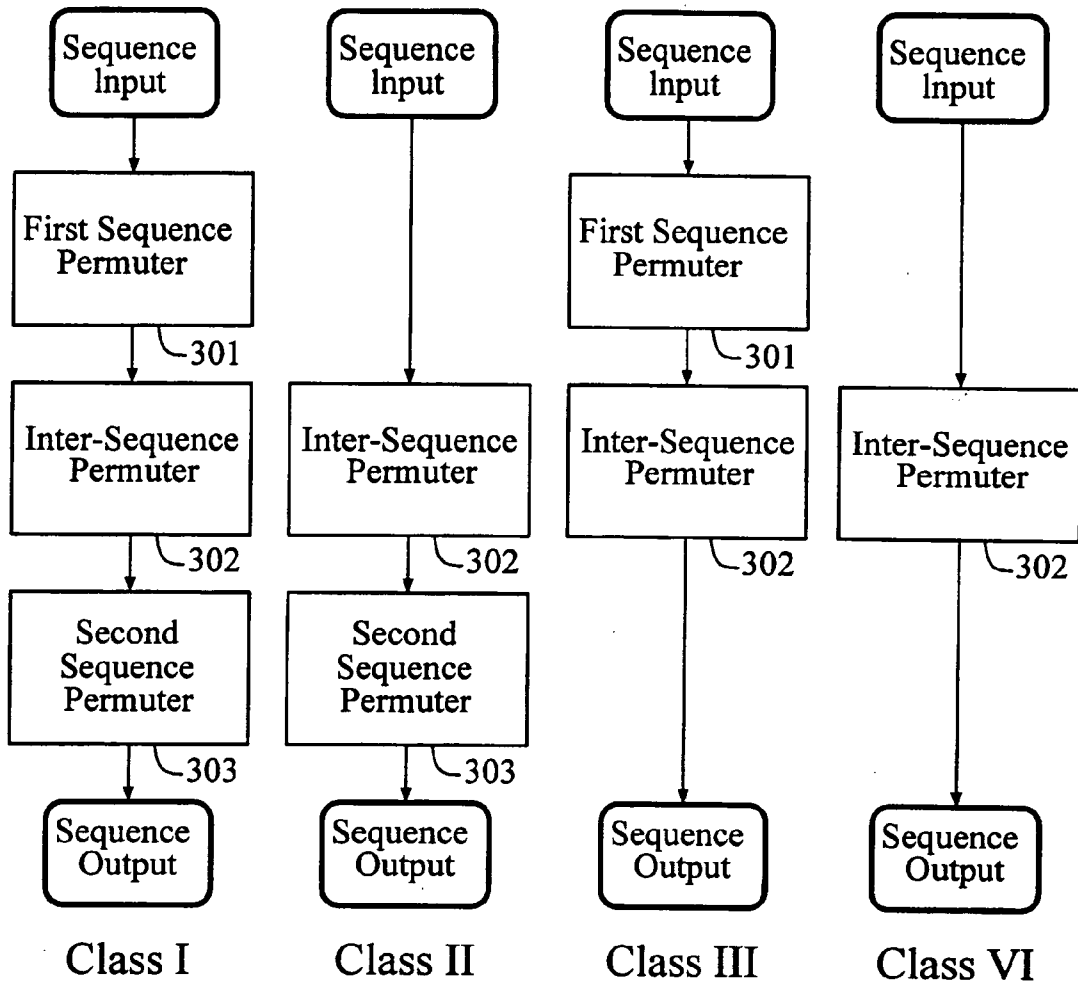 Sequence
Input
First Sequence
Permuter
301
Inter-Sequence
Permuter
302
Second
Sequence
Permuter
303
Sequence
Output
Class I
Sequence
Input
Inter-Sequence
Permuter
302
Second
Sequence
Permuter
303
Sequence
Output
Class II
Sequence
Input
First Sequence
Permuter
301
Inter-Sequence
Permuter
302
Sequence
Output
Class III
Sequence
Input
Inter-Sequence
Permuter
302
Sequence
Output
Class VI